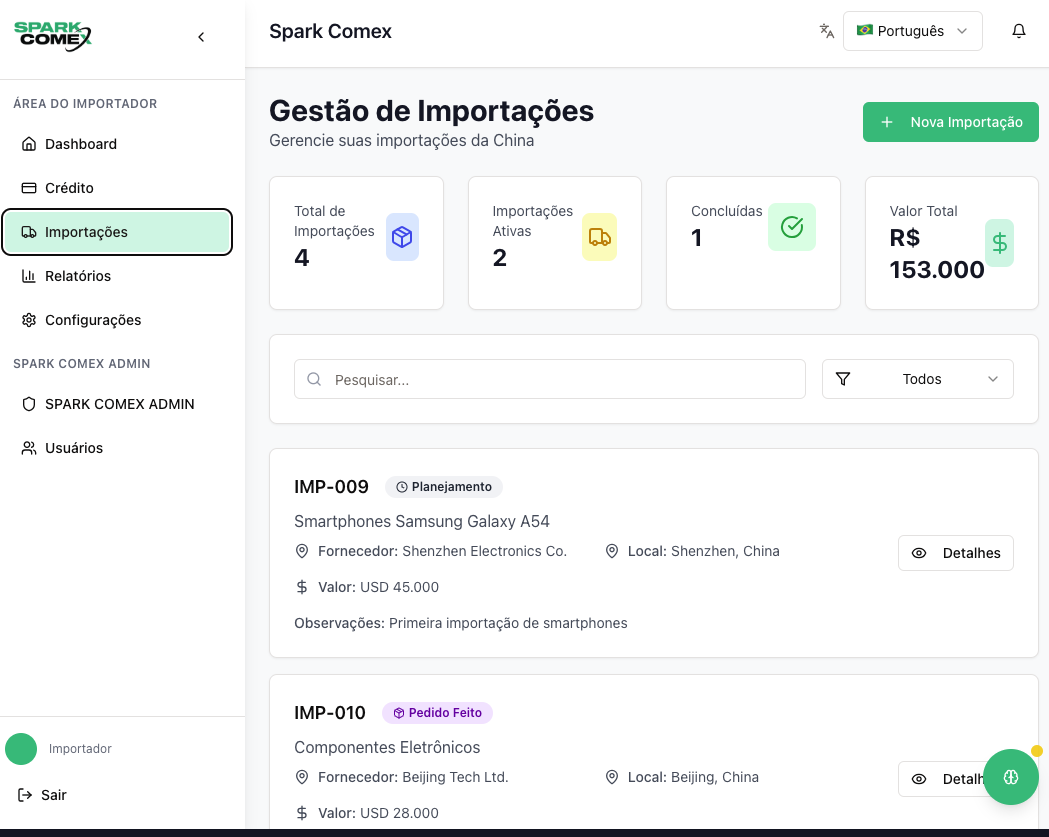 SPARK
COMEX
Spark Comex
Português
ÁREA DO IMPORTADOR
Dashboard
Crédito
Importações
Relatórios
Configurações
SPARK COMEX ADMIN
SPARK COMEX ADMIN
Usuários
Importador
Sair
Gestão de Importações
Gerencie suas importações da China
Nova Importação
Total de
Importações
4
Importações
Ativas
2
Concluídas
1
Valor Total
R$
153.000
Pesquisar...
Todos
IMP-009 Planejamento
Smartphones Samsung Galaxy A54
Fornecedor: Shenzhen Electronics Co. Local: Shenzhen, China
Valor: USD 45.000
Observações: Primeira importação de smartphones
Detalhes
IMP-010 Pedido Feito
Componentes Eletrônicos
Fornecedor: Beijing Tech Ltd. Local: Beijing, China
Valor: USD 28.000
Detalh